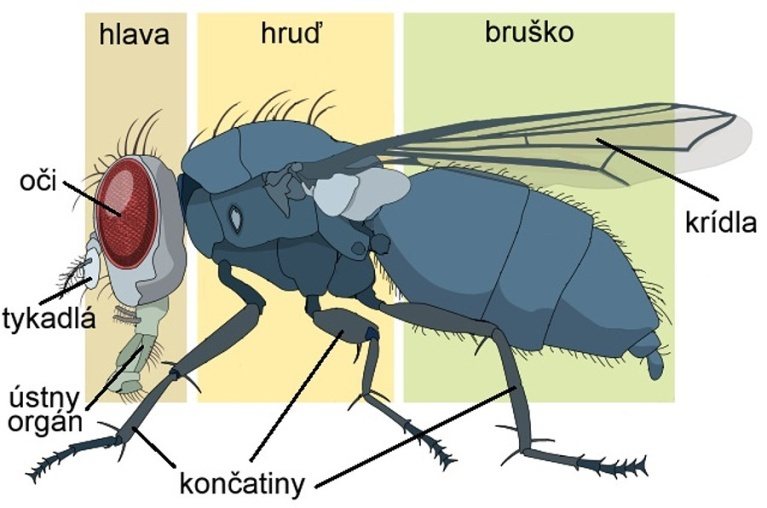 hlava
hruď
bruško
oči
krídla
tykadlá
ústny
orgán
končatiny